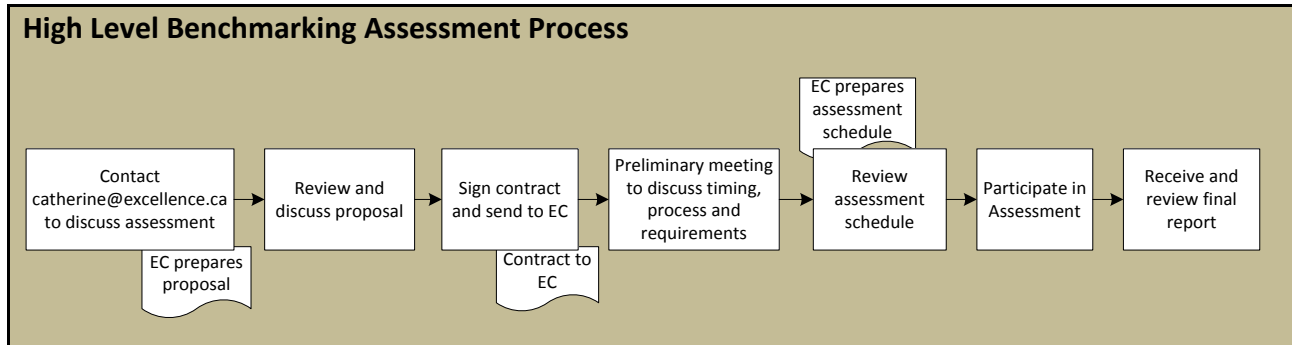 High Level Benchmarking Assessment Process
Contact
catherine@excellence.ca
to discuss assessment
EC prepares
proposal
Review and
discuss proposal
Sign contract
and send to EC
Contract to
EC
Preliminary meeting
to discuss timing,
process and
requirements
EC prepares
assessment
schedule
Review
assessment
schedule
Participate in
Assessment
Receive and
review final
report